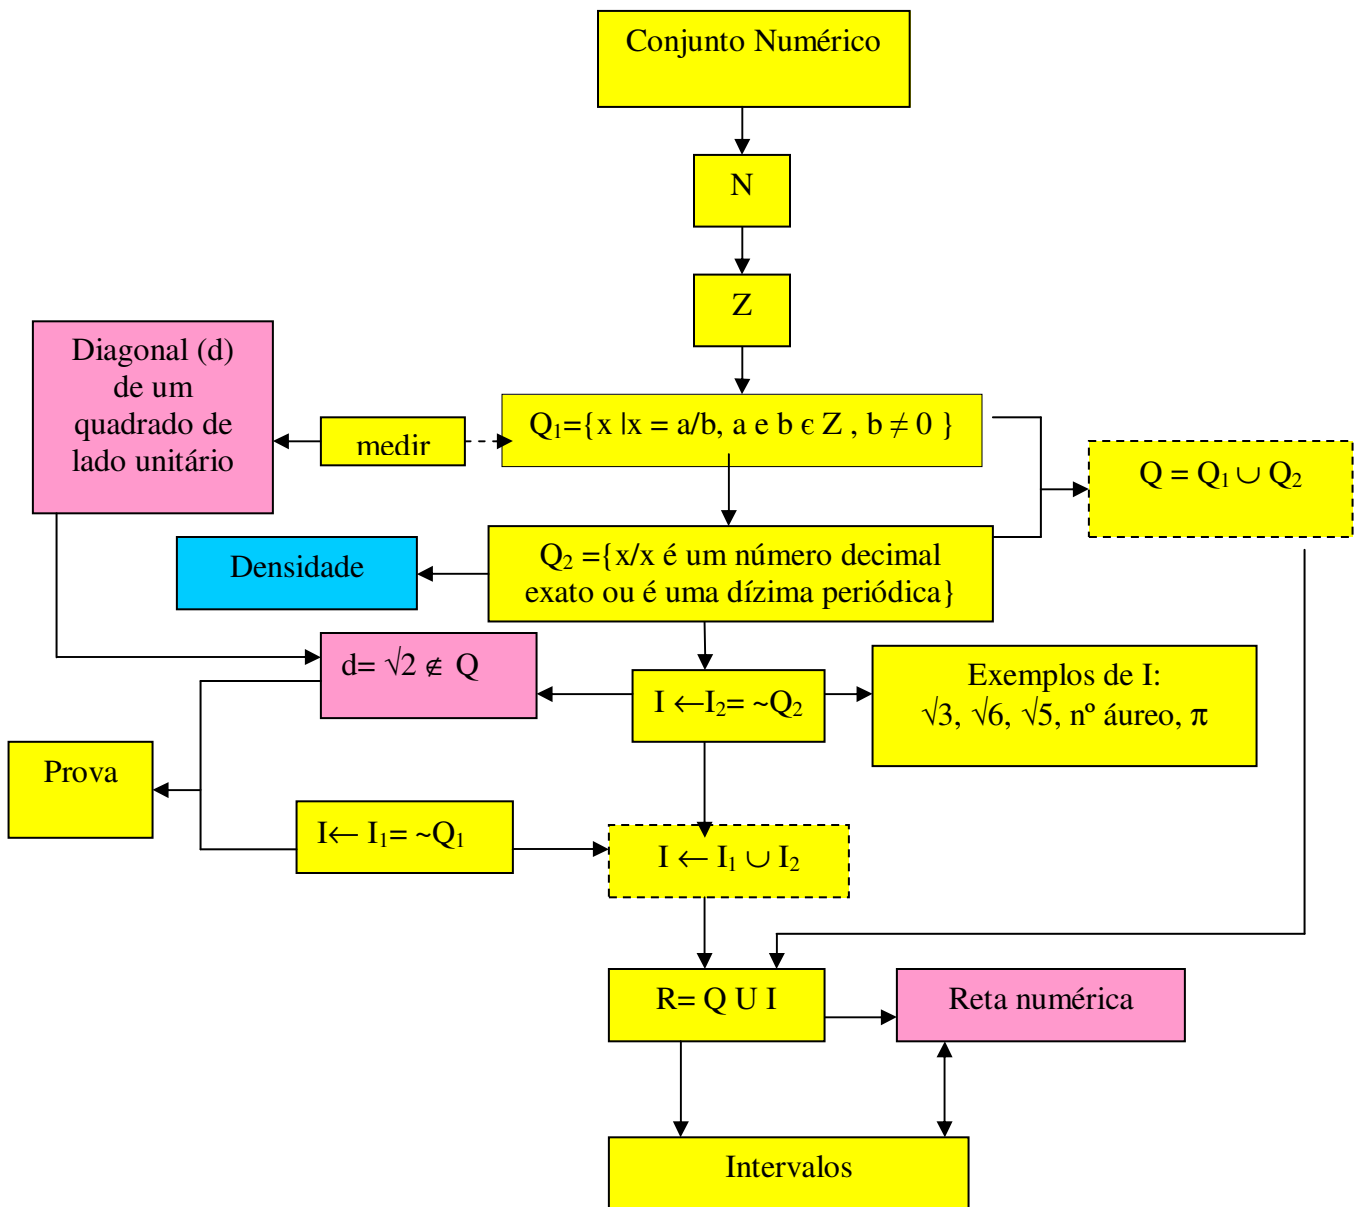 Conjunto Numérico
N
Z
Diagonal (d)
de um
quadrado de
lado unitário
medir
Q₁={x |x = a/b, a e b є Z , b ≠ 0 }
Q = Q₁ ∪ Q₂
Densidade
Q₂ ={x/x é um número decimal
exato ou é uma dízima periódica}
d= √2 ∉ Q
I ←I₂= ~Q₂
Exemplos de I:
√3, √6, √5, nº áureo, π
Prova
I← I₁= ~Q₁
I ← I₁ ∪ I₂
R= Q U I
Reta numérica
Intervalos